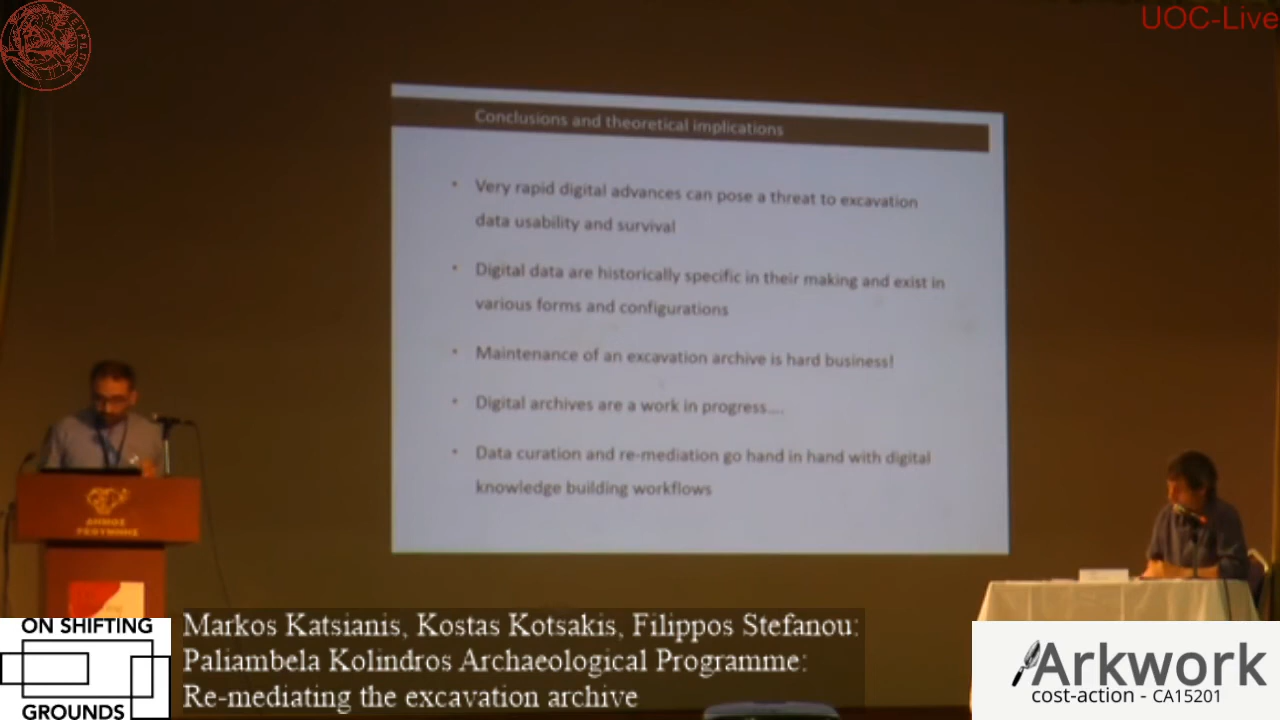 UOC-Live
Conclusions and theoretical implications
• Very rapid digital advances can pose a threat to excavation
data usability and survival
• Digital data are historically specific in their making and exist in
various forms and configurations
• Maintenance of an excavation archive is hard business!
• Digital archives are a work in progress....
• Data curation and re-mediation go hand in hand with digital
knowledge building workflows
ΔΗΜΟΣ
ΡΕΘΥΜΝΗΣ
ON SHIFTING
GROUNDS
Markos Katsianis, Kostas Kotsakis, Filippos Stefanou:
Paliambela Kolindros Archaeological Programme:
Re-mediating the excavation archive
Arkwork
cost-action - CA15201